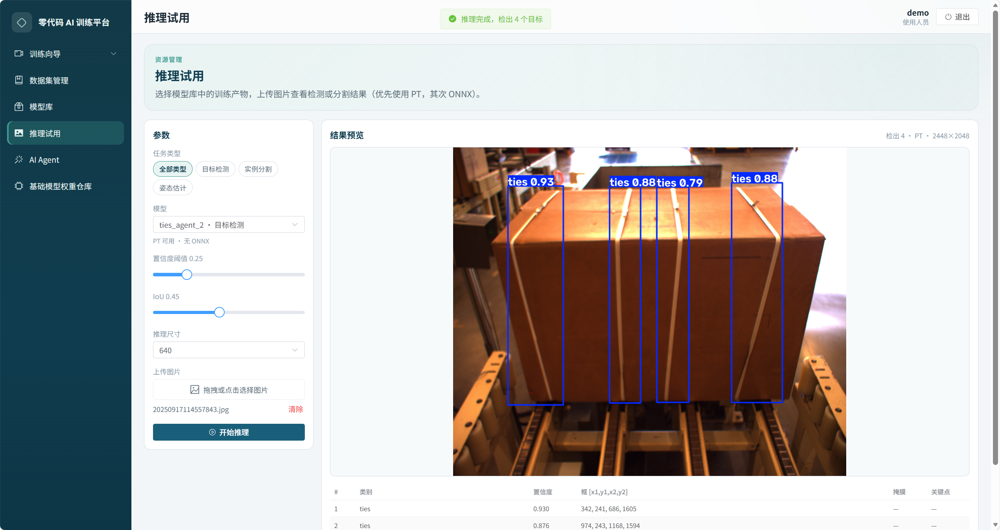 零代码 AI 训练平台
训练向导
数据集管理
模型库
推理试用
AI Agent
基础模型权重仓库
推理试用
推理完成，检出 4 个目标
demo
使用人员
退出
资源管理
推理试用
选择模型库中的训练产物，上传图片查看检测或分割结果（优先使用 PT，其次 ONNX）。
参数
任务类型
全部类型 目标检测 实例分割
姿态估计
模型
ties_agent_2 · 目标检测
PT 可用 · 无 ONNX
置信度阈值 0.25
IoU 0.45
推理尺寸
640
上传图片
拖拽或点击选择图片
20250917114557843.jpg 清除
开始推理
结果预览 检出 4 · PT · 2448×2048
ties 0.93 ties 0.88 ties 0.79 ties 0.88
# 类别 置信度 框 [x1,y1,x2,y2] 掩膜 关键点
1 ties 0.930 342, 241, 686, 1605 — —
2 ties 0.876 974, 243, 1168, 1594 — —